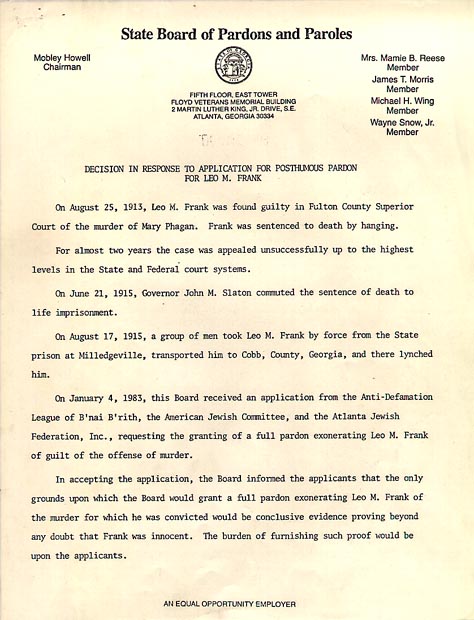 State Board of Pardons and Paroles
Mobley Howell
Chairman
FIFTH FLOOR, EAST TOWER
FLOYD VETERANS MEMORIAL BUILDING
2 MARTIN LUTHER KING, JR. DRIVE, S.E.
ATLANTA, GEORGIA 30334
Mrs. Mamie B. Reese
Member
James T. Morris
Member
Michael H. Wing
Member
Wayne Snow, Jr.
Member
DECISION IN RESPONSE TO APPLICATION FOR POSTHUMOUS PARDON
FOR LEO M. FRANK
On August 25, 1913, Leo M. Frank was found guilty in Fulton County Superior
Court of the murder of Mary Phagan. Frank was sentenced to death by hanging.
For almost two years the case was appealed unsuccessfully up to the highest
levels in the State and Federal court systems.
On June 21, 1915, Governor John M. Slaton commuted the sentence of death to
life imprisonment.
On August 17, 1915, a group of men took Leo M. Frank by force from the State
prison at Milledgeville, transported him to Cobb, County, Georgia, and there lynched
him.
On January 4, 1983, this Board received an application from the Anti-Defamation
League of B'nai B'rith, the American Jewish Committee, and the Atlanta Jewish
Federation, Inc., requesting the granting of a full pardon exonerating Leo M. Frank
of guilt of the offense of murder.
In accepting the application, the Board informed the applicants that the only
grounds upon which the Board would grant a full pardon exonerating Leo M. Frank of
the murder for which he was convicted would be conclusive evidence proving beyond
any doubt that Frank was innocent. The burden of furnishing such proof would be
upon the applicants.
AN EQUAL OPPORTUNITY EMPLOYER